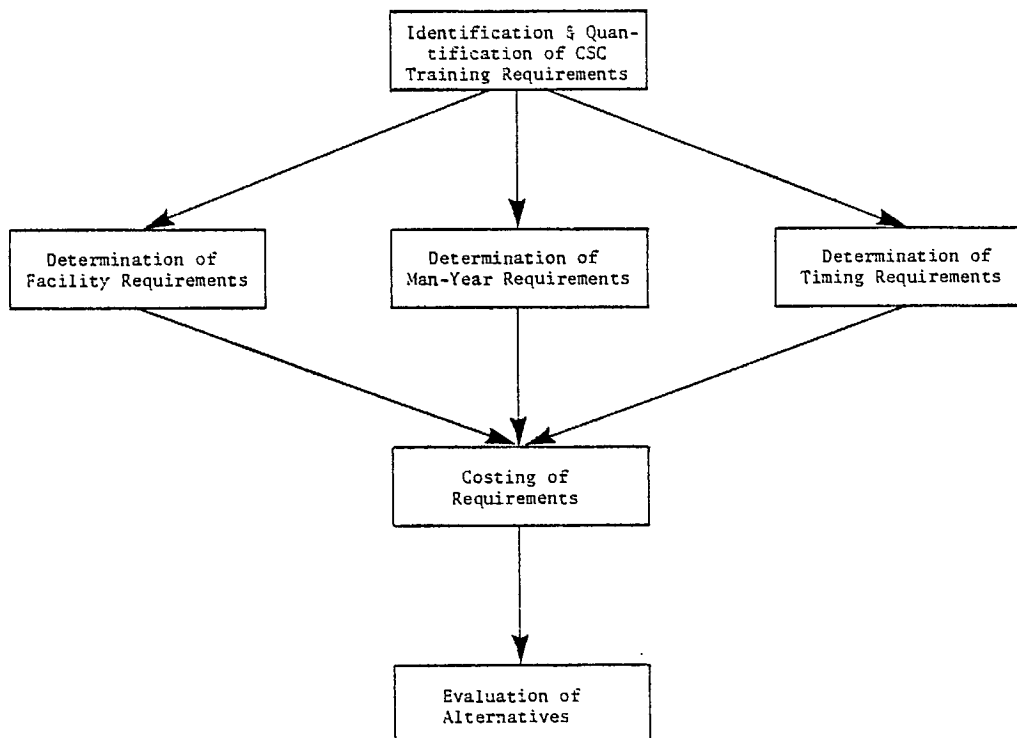 Identification & Quan-
tification of CSC
Training Requirements
Determination of
Facility Requirements
Determination of
Man-Year Requirements
Determination of
Timing Requirements
Costing of
Requirements
Evaluation of
Alternatives